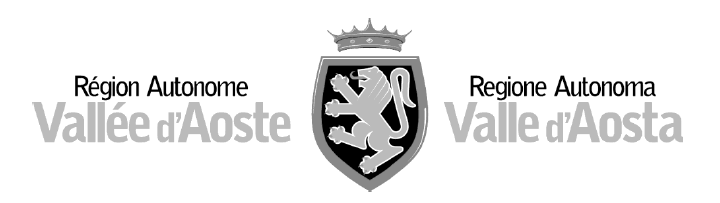 Région Autonome
Vallée d'Aoste
Regione Autonoma
Valle d'Aosta